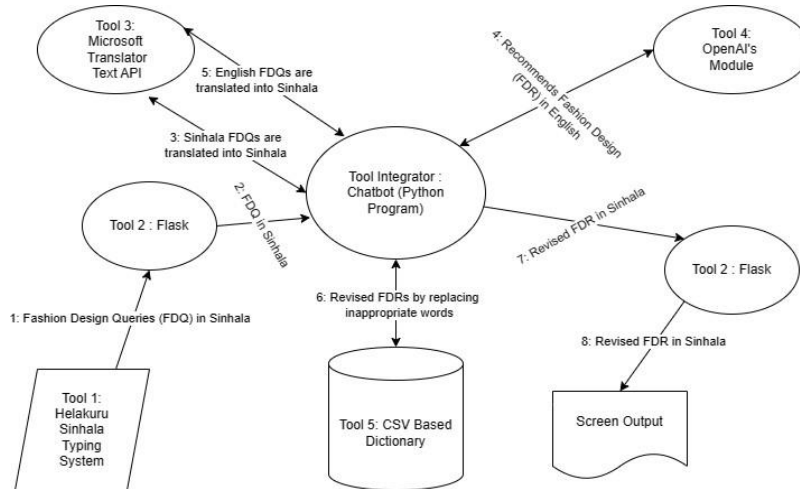 Tool 3:
Microsoft
Translator
Text API
5: English FDQs are
translated into Sinhala
3: Sinhala FDQs are
translated into Sinhala
4: Recommends Fashion Design
(FDR) in English
Tool 4:
OpenAI's
Module
Tool Integrator :
Chatbot (Python
Program)
Tool 2 : Flask
2: FDQ in Sinhala
7: Revised FDR in Sinhala
Tool 2 : Flask
1: Fashion Design Queries (FDQ) in Sinhala
6: Revised FDRs by replacing
inappropriate words
8: Revised FDR in Sinhala
Tool 1:
Helakuru
Sinhala
Typing
System
Tool 5: CSV Based
Dictionary
Screen Output